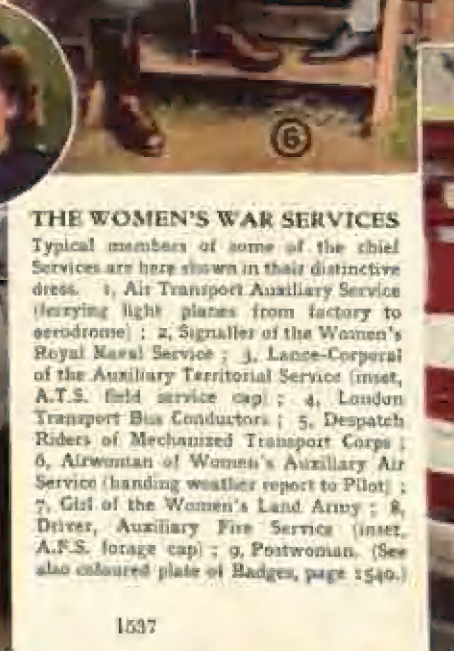 ⑥
THE WOMEN'S WAR SERVICES
Typical members of some of the chief
Services are here shown in their distinctive
dress. 1, Air Transport Auxiliary Service
(ferrying light planes from factory to
aerodrome) ; 2, Signaller of the Women's
Royal Naval Service ; 3, Lance-Corporal
of the Auxiliary Territorial Service (inset,
A.T.S. field service cap) ; 4, London
Transport Bus Conductors ; 5, Despatch
Riders of Mechanized Transport Corps ;
6, Airwoman of Women's Auxiliary Air
Service (handing weather report to Pilot) ;
7, Girl of the Women's Land Army ; 8,
Driver, Auxiliary Fire Service (inset,
A.F.S. forage cap) ; 9, Postwoman. (See
also coloured plate of Badges, page 1540.)
1537